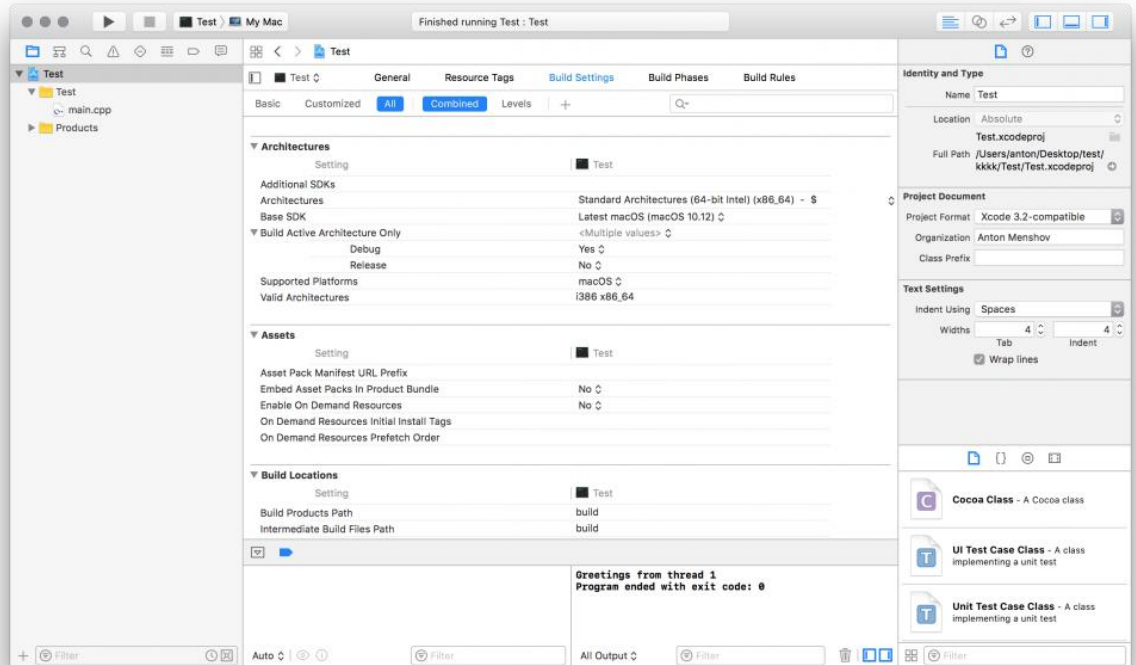 Test My Mac
Finished running Test : Test
Test
Test
main.cpp
Products
Filter
Test
Test General Resource Tags Build Settings Build Phases Build Rules
Basic Customized All Combined Levels +
Architectures
Setting Test
Additional SDKs
Architectures Standard Architectures (64-bit Intel) (x86_64) - $
Base SDK Latest macOS (macOS 10.12)
Build Active Architecture Only <Multiple values>
Debug Yes
Release No
Supported Platforms macOS
Valid Architectures i386 x86_64
Assets
Setting Test
Asset Pack Manifest URL Prefix
Embed Asset Packs In Product Bundle No
Enable On Demand Resources No
On Demand Resources Initial Install Tags
On Demand Resources Prefetch Order
Build Locations
Setting Test
Build Products Path build
Intermediate Build Files Path build
Greetings from thread 1
Program ended with exit code: 0
Auto Filter All Output Filter
Identity and Type
Name Test
Location Absolute
Test.xcodeproj
Full Path /Users/anton/Desktop/test/
kkkk/Test/Test.xcodeproj
Project Document
Project Format Xcode 3.2-compatible
Organization Anton Menshov
Class Prefix
Text Settings
Indent Using Spaces
Widths 4 4
Tab Indent
Wrap lines
{}
C Cocoa Class - A Cocoa class
T UI Test Case Class - A class
implementing a unit test
T Unit Test Case Class - A class
implementing a unit test
Filter